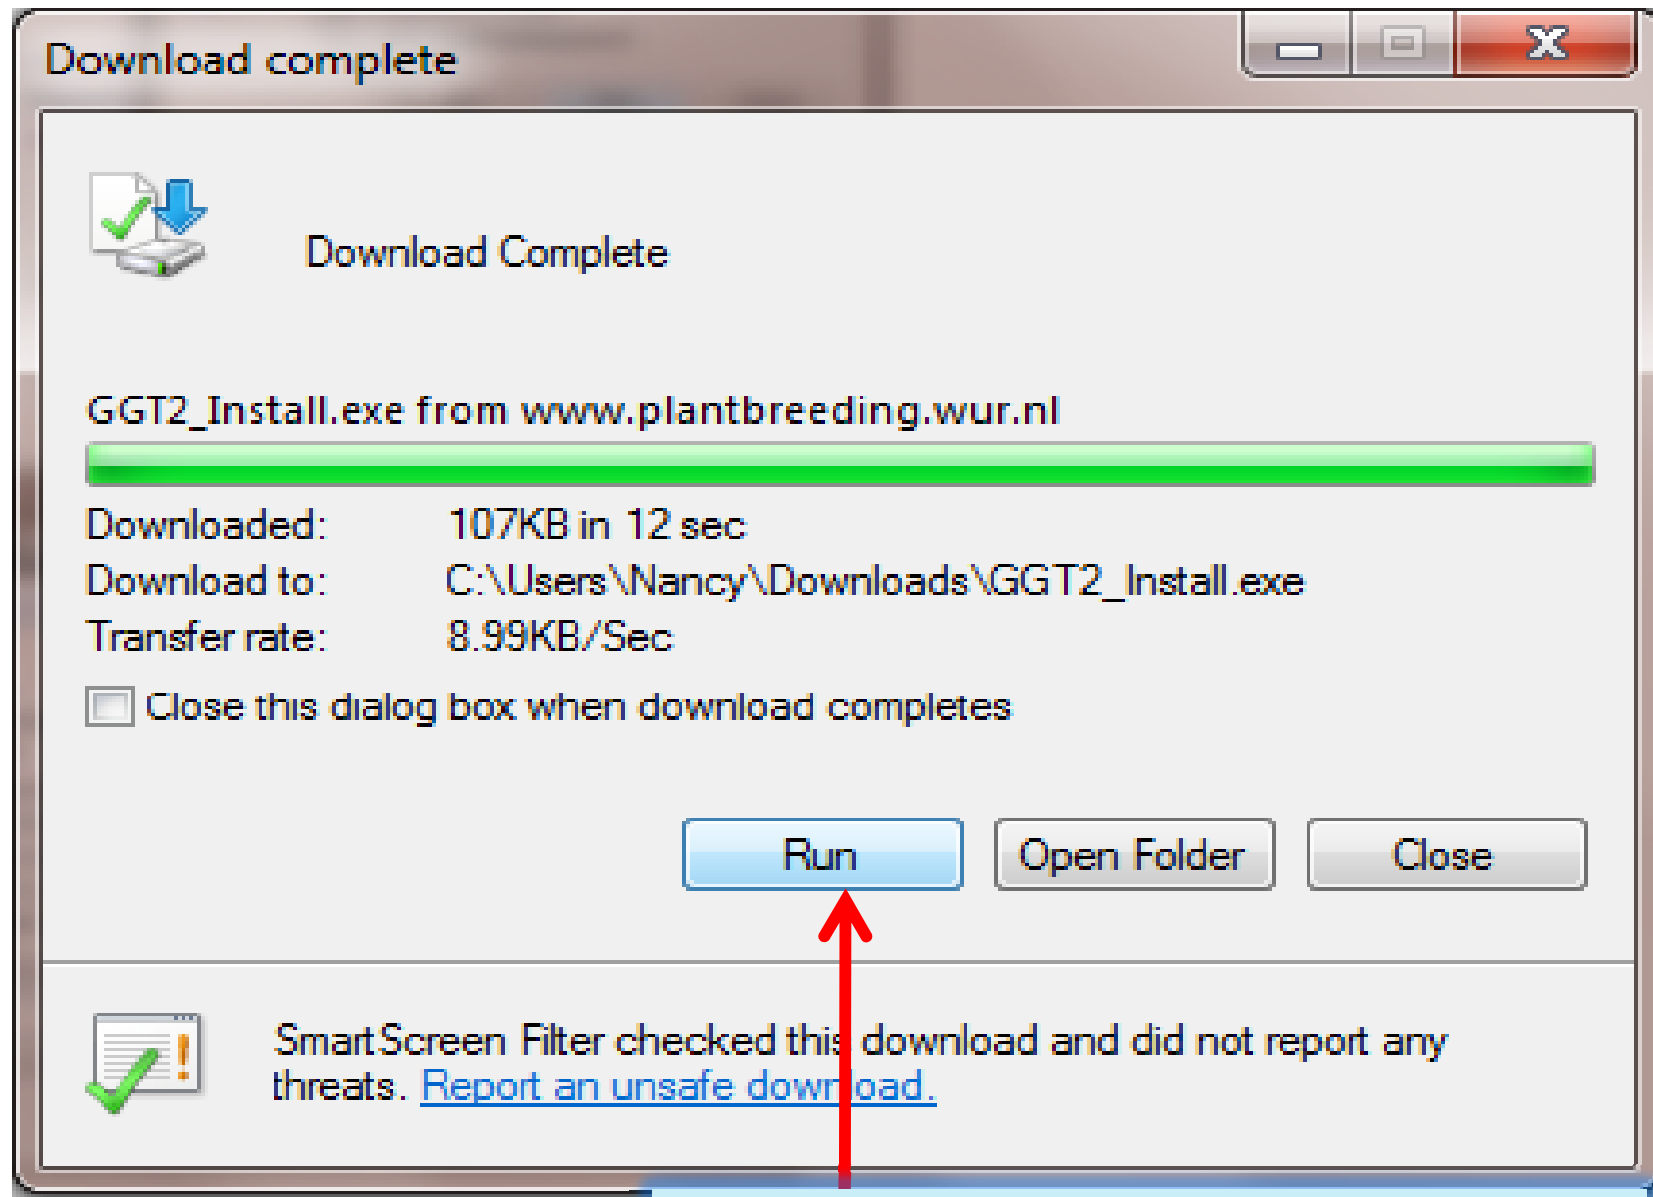 Download complete
Download Complete
GGT2_Install.exe from www.plantbreeding.wur.nl
Downloaded: 107KB in 12 sec
Download to: C:\Users\Nancy\Downloads\GGT2_Install.exe
Transfer rate: 8.99KB/Sec
Close this dialog box when download completes
Run Open Folder Close
SmartScreen Filter checked this download and did not report any
threats. Report an unsafe download.